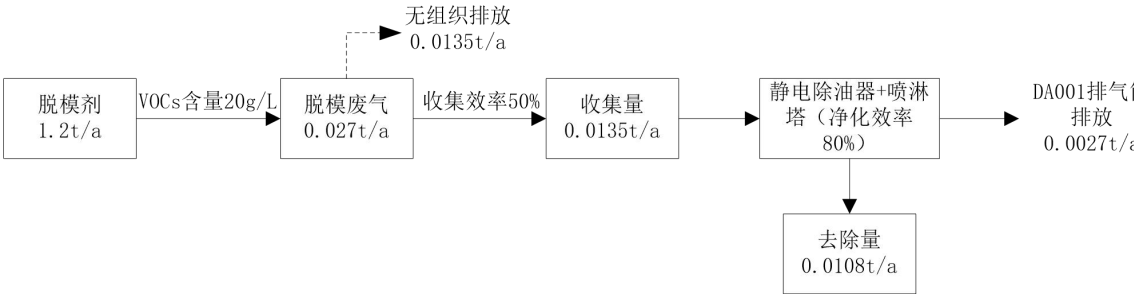 无组织排放
0.0135t/a
脱模剂
1.2t/a
VOCs含量20g/L
脱模废气
0.027t/a
收集效率50%
收集量
0.0135t/a
静电除油器+喷淋
塔（净化效率
80%）
DA001排气
排放
0.0027t/a
去除量
0.0108t/a